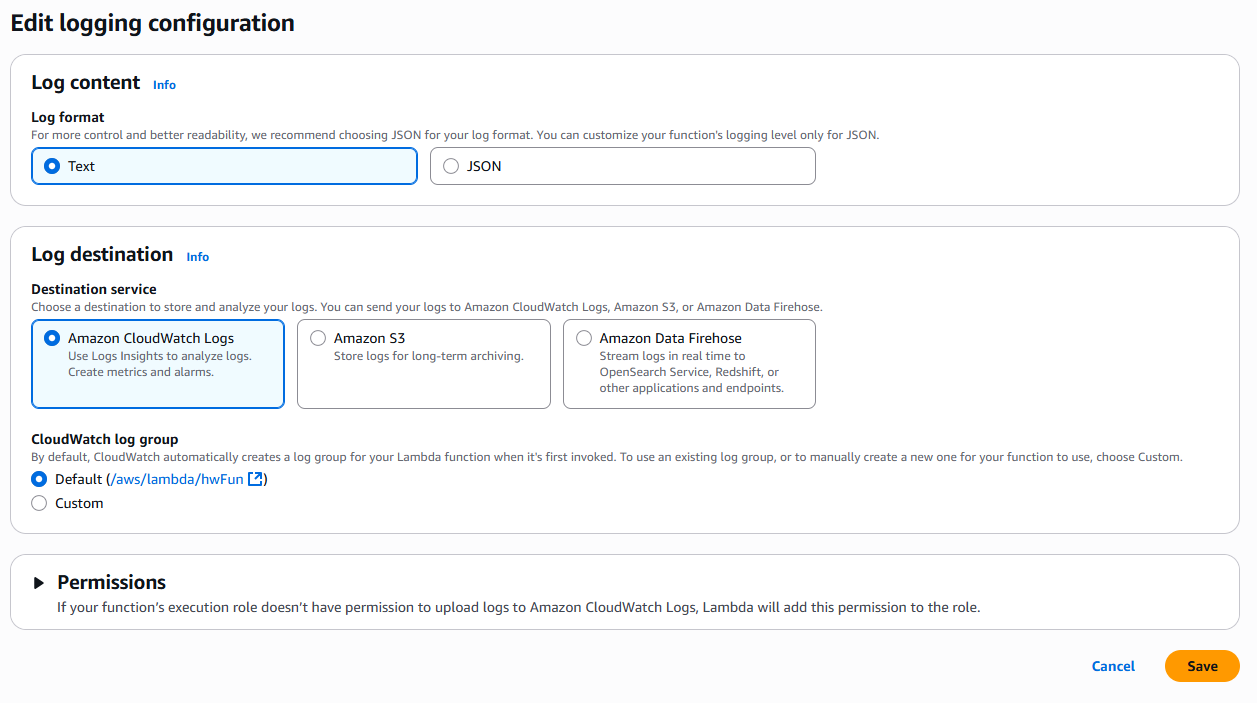 Edit logging configuration
Log content Info
Log format
For more control and better readability, we recommend choosing JSON for your log format. You can customize your function's logging level only for JSON.
Text JSON
Log destination Info
Destination service
Choose a destination to store and analyze your logs. You can send your logs to Amazon CloudWatch Logs, Amazon S3, or Amazon Data Firehose.
Amazon CloudWatch Logs
Use Logs Insights to analyze logs.
Create metrics and alarms.
Amazon S3
Store logs for long-term archiving.
Amazon Data Firehose
Stream logs in real time to
OpenSearch Service, Redshift, or
other applications and endpoints.
CloudWatch log group
By default, CloudWatch automatically creates a log group for your Lambda function when it's first invoked. To use an existing log group, or to manually create a new one for your function to use, choose Custom.
Default (/aws/lambda/hwFun)
Custom
Permissions
If your function’s execution role doesn’t have permission to upload logs to Amazon CloudWatch Logs, Lambda will add this permission to the role.
Cancel Save